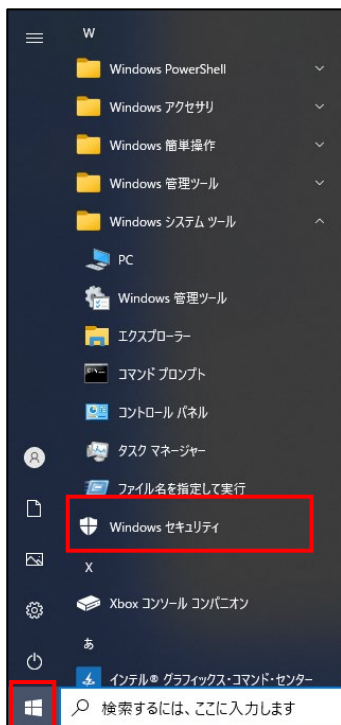 W
Windows PowerShell
Windows アクセサリ
Windows 簡単操作
Windows 管理ツール
Windows システム ツール
PC
Windows 管理ツール
エクスプローラー
コマンド プロンプト
コントロール パネル
タスク マネージャー
ファイル名を指定して実行
Windows セキュリティ
X
Xbox コンソール コンパニオン
あ
インテル® グラフィックス・コマンド・センター
検索するには、ここに入力します